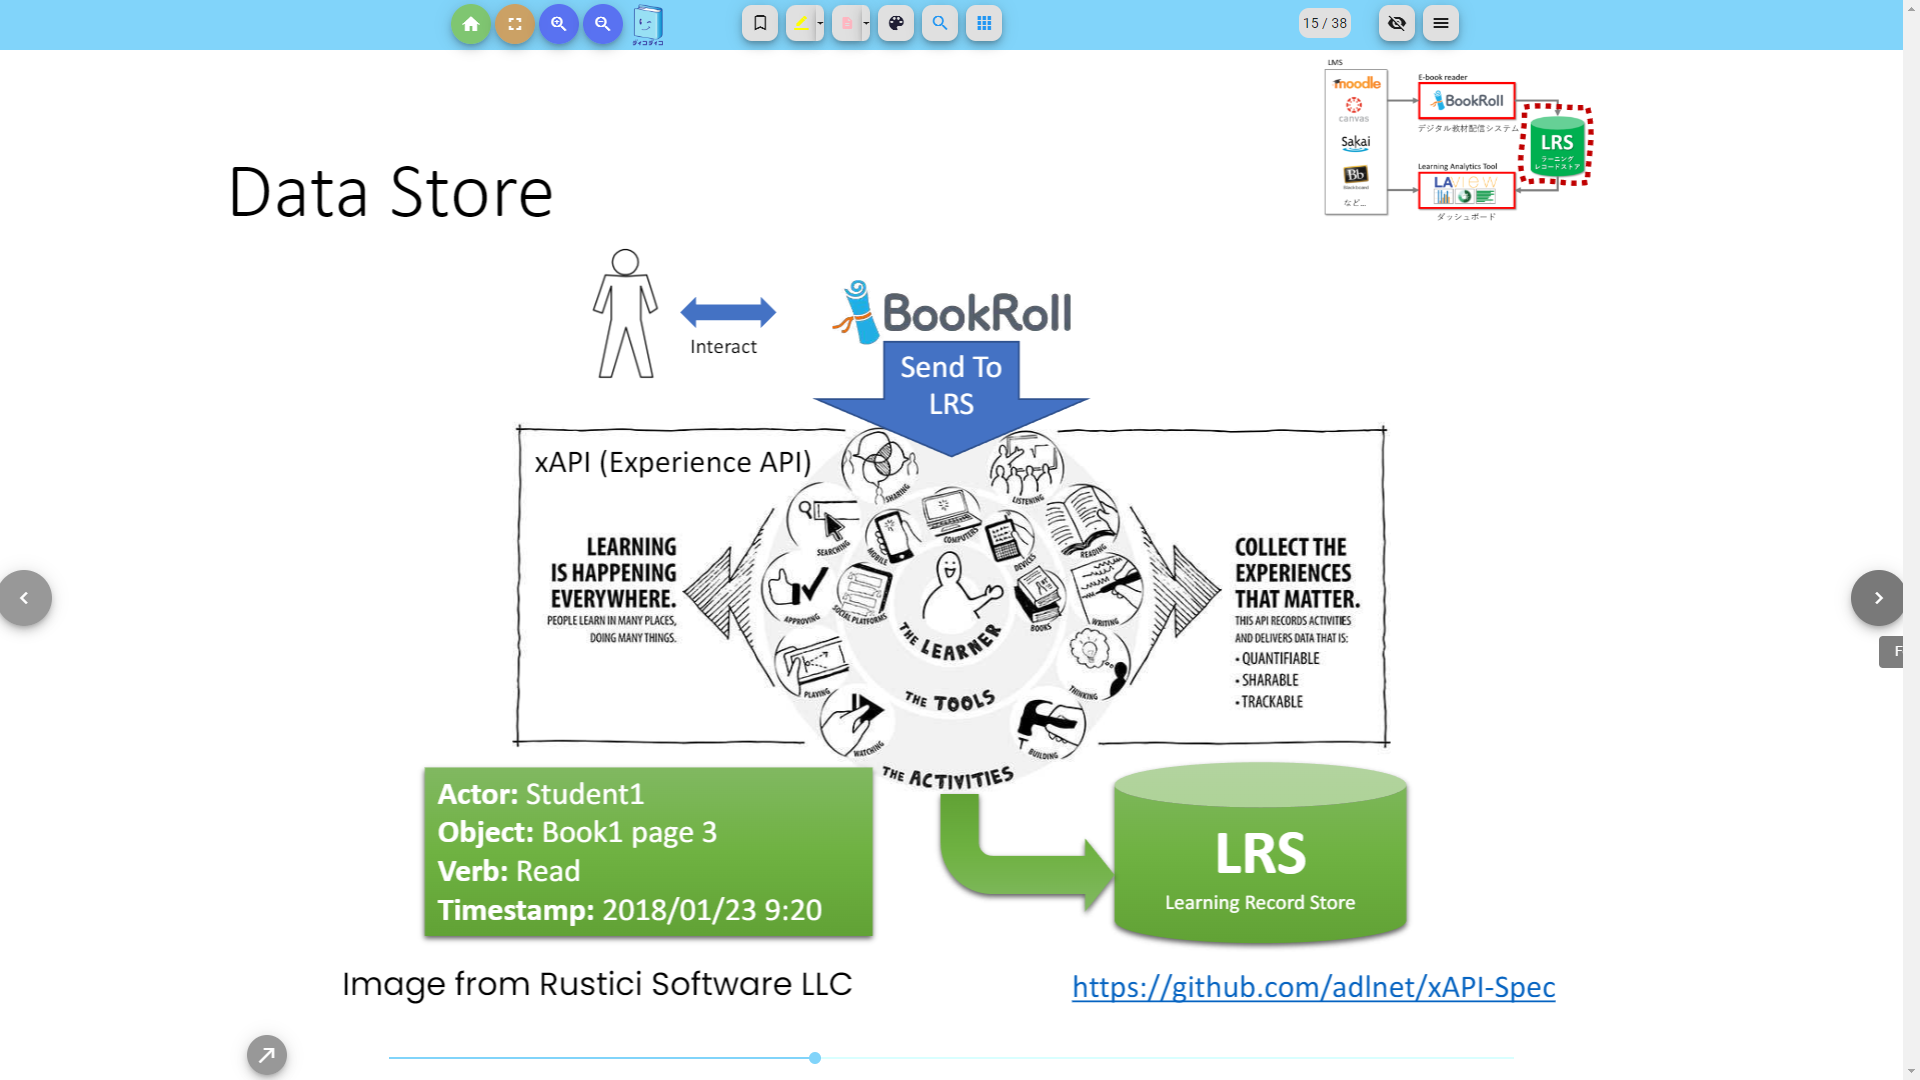 ダイコダイコ
15 / 38
LMS
moodle
canvas
Sakai
Bb
Blackboard
など...
E-book reader
BookRoll
デジタル教材配信システム
LRS
ラーニング
レコードストア
Learning Analytics Tool
LAVIEW
ダッシュボード
Data Store
Interact
BookRoll
Send To
LRS
xAPI (Experience API)
LEARNING
IS HAPPENING
EVERYWHERE.
PEOPLE LEARN IN MANY PLACES,
DOING MANY THINGS.
SHARING
LISTENING
SEARCHING
MOBILE
COMPUTERS
DEVICES
READING
APPROVING
SOCIAL PLATFORMS
BOOKS
WRITING
THE LEARNER
PLAYING
THINKING
THE TOOLS
WATCHING
BUILDING
THE ACTIVITIES
COLLECT THE
EXPERIENCES
THAT MATTER.
THIS API RECORDS ACTIVITIES
AND DELIVERS DATA THAT IS:
• QUANTIFIABLE
• SHARABLE
• TRACKABLE
F
Actor: Student1
Object: Book1 page 3
Verb: Read
Timestamp: 2018/01/23 9:20
LRS
Learning Record Store
Image from Rustici Software LLC
https://github.com/adlnet/xAPI-Spec